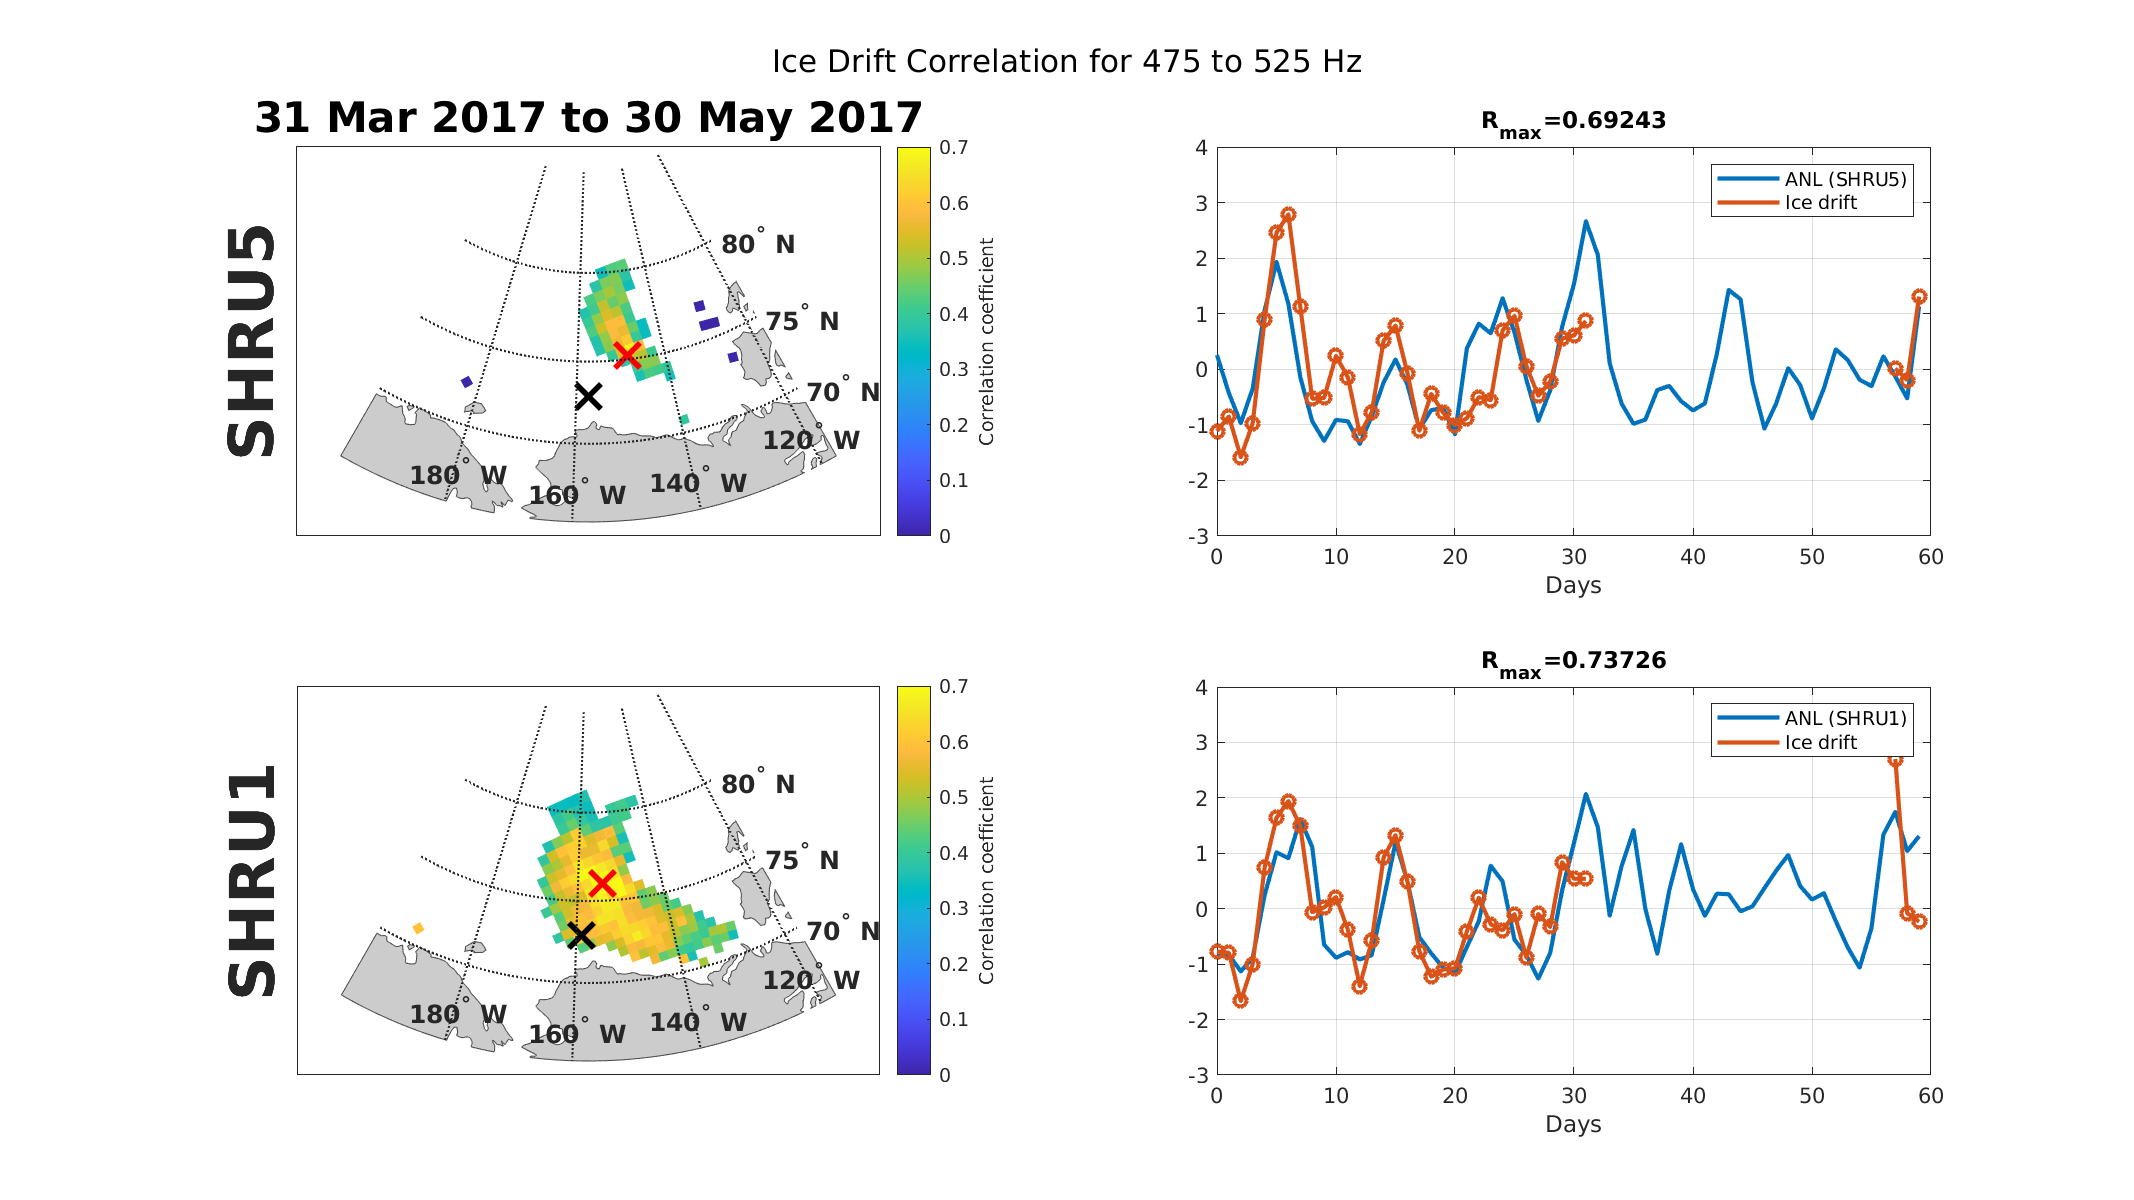 Ice Drift Correlation for 475 to 525 Hz
31 Mar 2017 to 30 May 2017
SHRU5
80° N
75° N
70° N
120° W
140° W
160° W
180° W
0.7
0.6
0.5
0.4
0.3
0.2
0.1
0
Correlation coefficient
Rmax=0.69243
ANL (SHRU5)
Ice drift
4
3
2
1
0
-1
-2
-3
0 10 20 30 40 50 60
Days
SHRU1
80° N
75° N
70° N
120° W
140° W
160° W
180° W
0.7
0.6
0.5
0.4
0.3
0.2
0.1
0
Correlation coefficient
Rmax=0.73726
ANL (SHRU1)
Ice drift
4
3
2
1
0
-1
-2
-3
0 10 20 30 40 50 60
Days